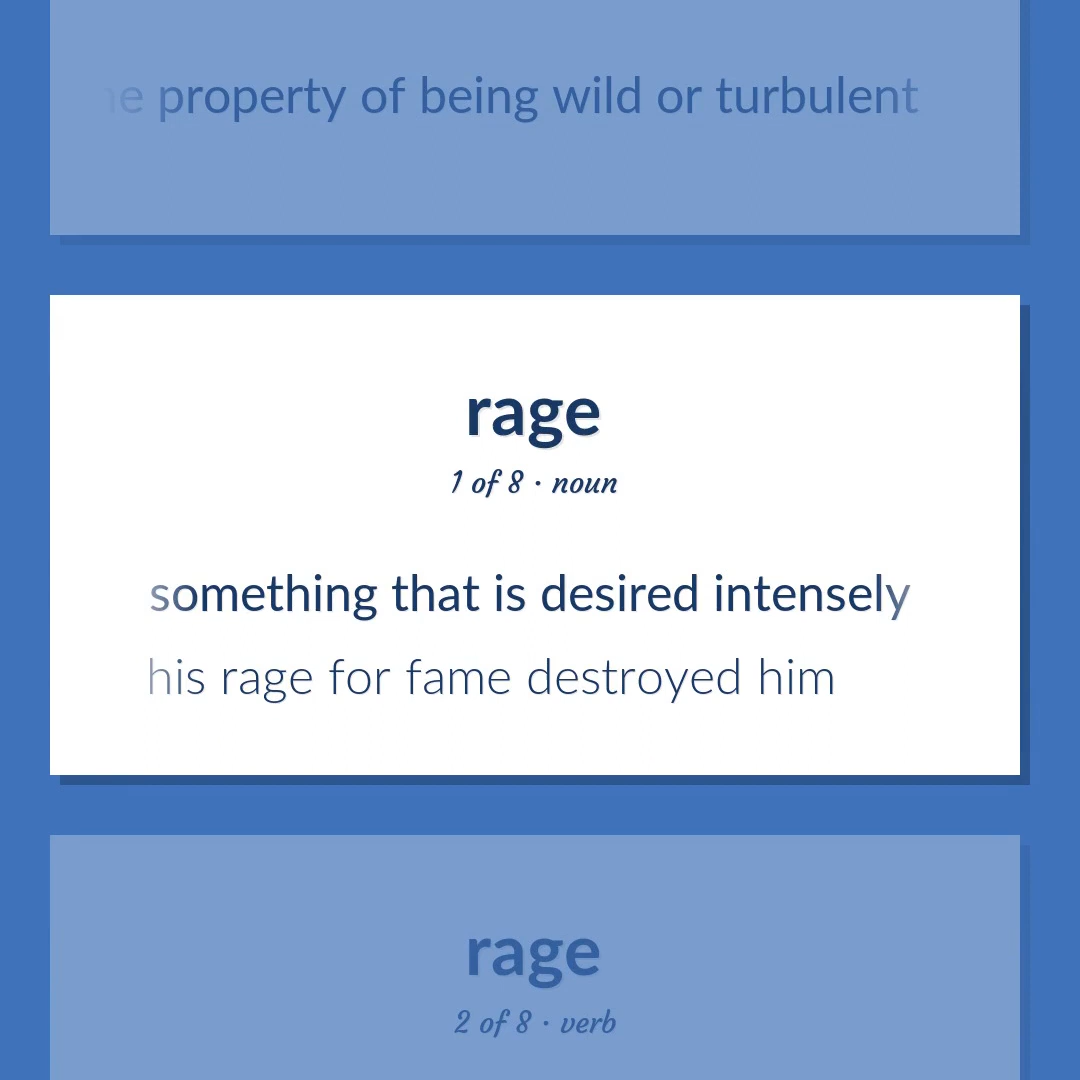 property of being wild or turbulent
rage
1 of 8 · noun
something that is desired intensely
his rage for fame destroyed him
rage
2 of 8 · verb